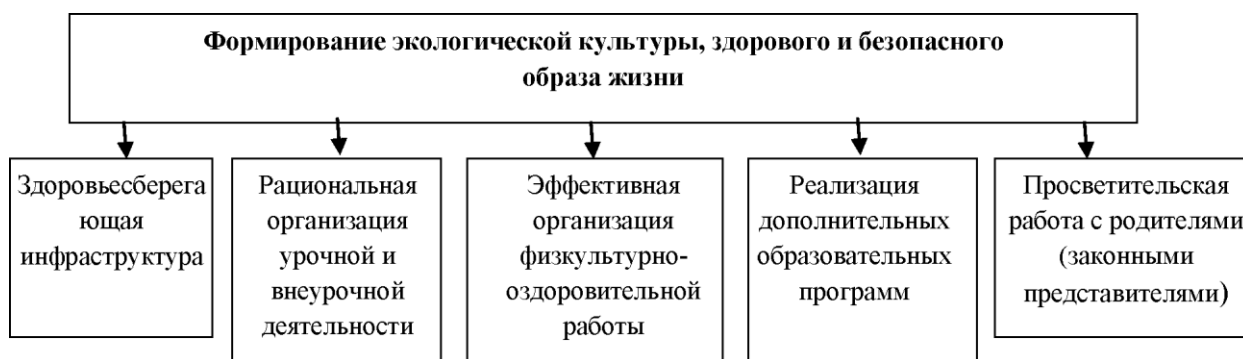 Формирование экологической культуры, здорового и безопасного
образа жизни
Здоровьесберега
ющая
инфраструктура
Рациональная
организация
урочной и
внеурочной
деятельности
Эффективная
организация
физкультурно-
оздоровительной
работы
Реализация
дополнительных
образовательных
программ
Просветительская
работа с родителями
(законными
представителями)